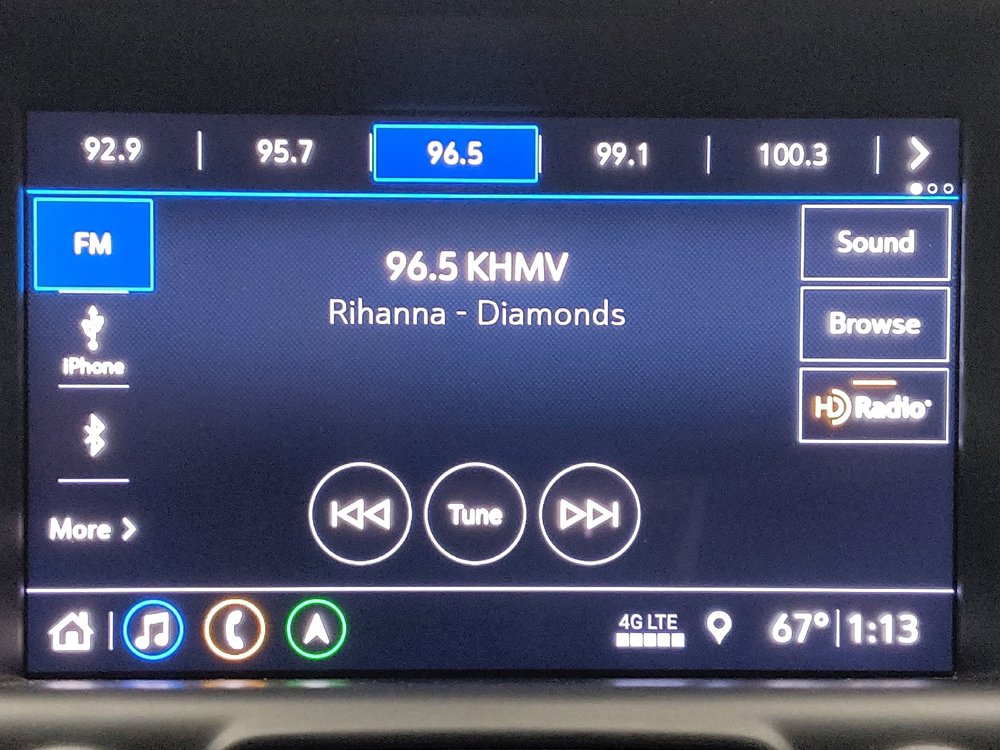 92.9 | 95.7 | 96.5 | 99.1 | 100.3 |
FM
iPhone
More
96.5 KHMV
Rihanna - Diamonds
Tune
Sound
Browse
HD Radio
4G LTE
67° | 1:13